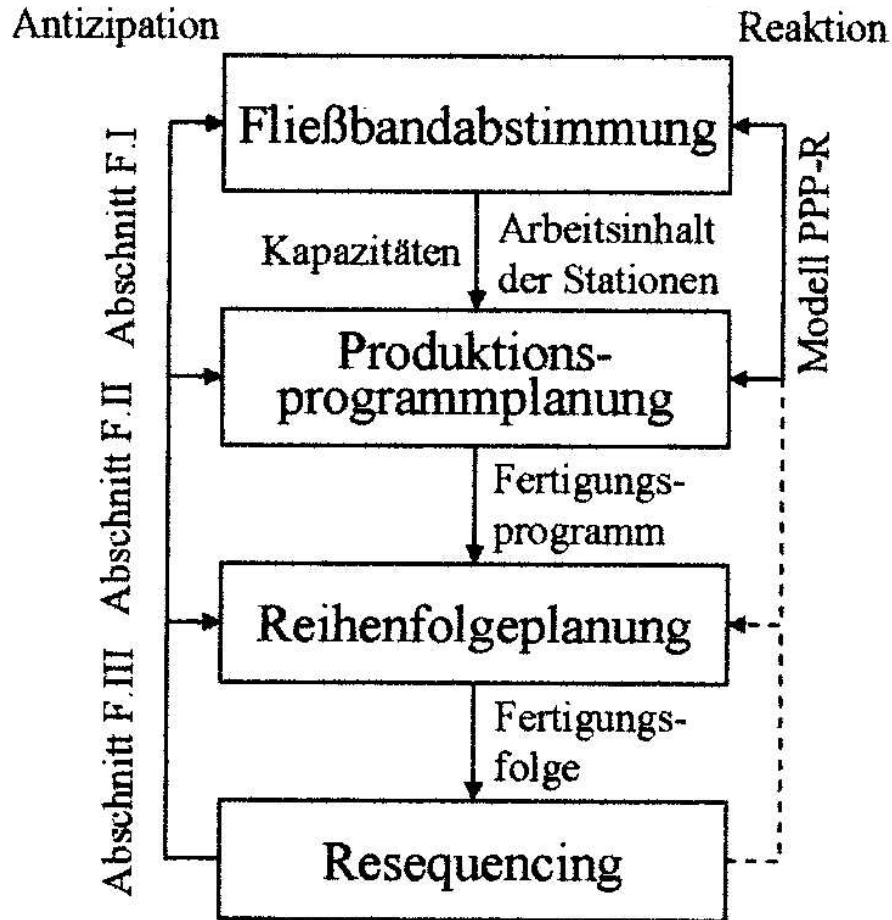 Antizipation
Reaktion
Fließbandabstimmung
Abschnitt F.I
Modell PPP-R
Kapazitäten
Arbeitsinhalt
der Stationen
Produktions-
programmplanung
Abschnitt F.II
Fertigungs-
programm
Reihenfolgeplanung
Abschnitt F.III
Fertigungs-
folge
Resequencing